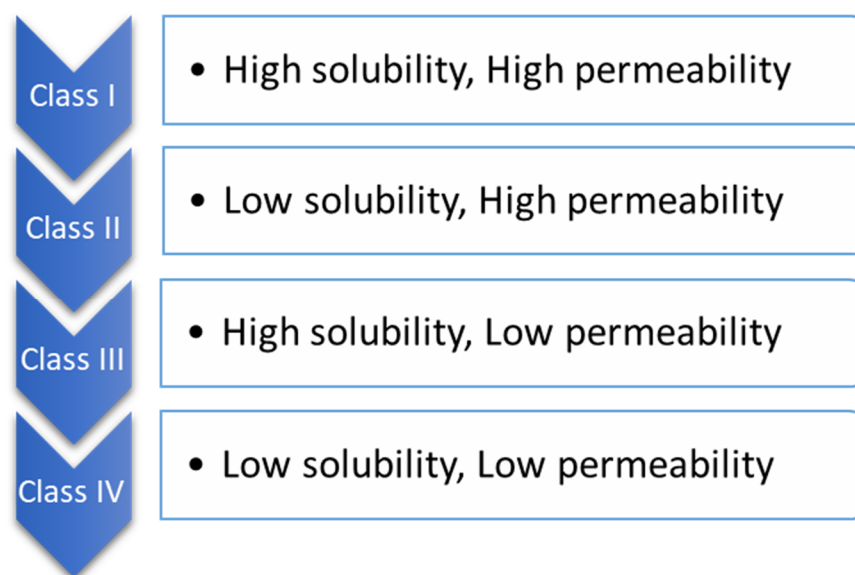 Class I
• High solubility, High permeability
Class II
• Low solubility, High permeability
Class III
• High solubility, Low permeability
Class IV
• Low solubility, Low permeability